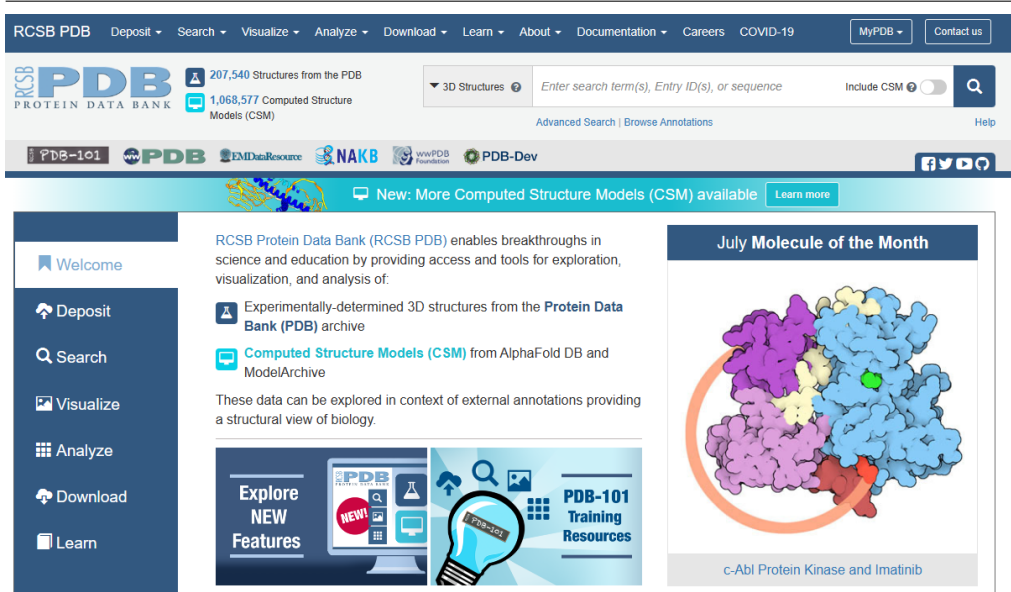 RCSB PDB Deposit Search Visualize Analyze Download Learn About Documentation Careers COVID-19 MyPDB Contact us
RCSB PDB
PROTEIN DATA BANK
207,540 Structures from the PDB
1,068,577 Computed Structure
Models (CSM)
3D Structures
Enter search term(s), Entry ID(s), or sequence
Include CSM
Advanced Search | Browse Annotations
Help
PDB-101 wwPDB EMDataResource NAKB wwPDB Foundation PDB-Dev
New: More Computed Structure Models (CSM) available Learn more
Welcome
Deposit
Search
Visualize
Analyze
Download
Learn
RCSB Protein Data Bank (RCSB PDB) enables breakthroughs in
science and education by providing access and tools for exploration,
visualization, and analysis of:
Experimentally-determined 3D structures from the Protein Data
Bank (PDB) archive
Computed Structure Models (CSM) from AlphaFold DB and
ModelArchive
These data can be explored in context of external annotations providing
a structural view of biology.
Explore
NEW
Features
RCSB PDB
PROTEIN DATA BANK
NEW!
PDB-101
PDB-101
Training
Resources
July Molecule of the Month
c-Abl Protein Kinase and Imatinib